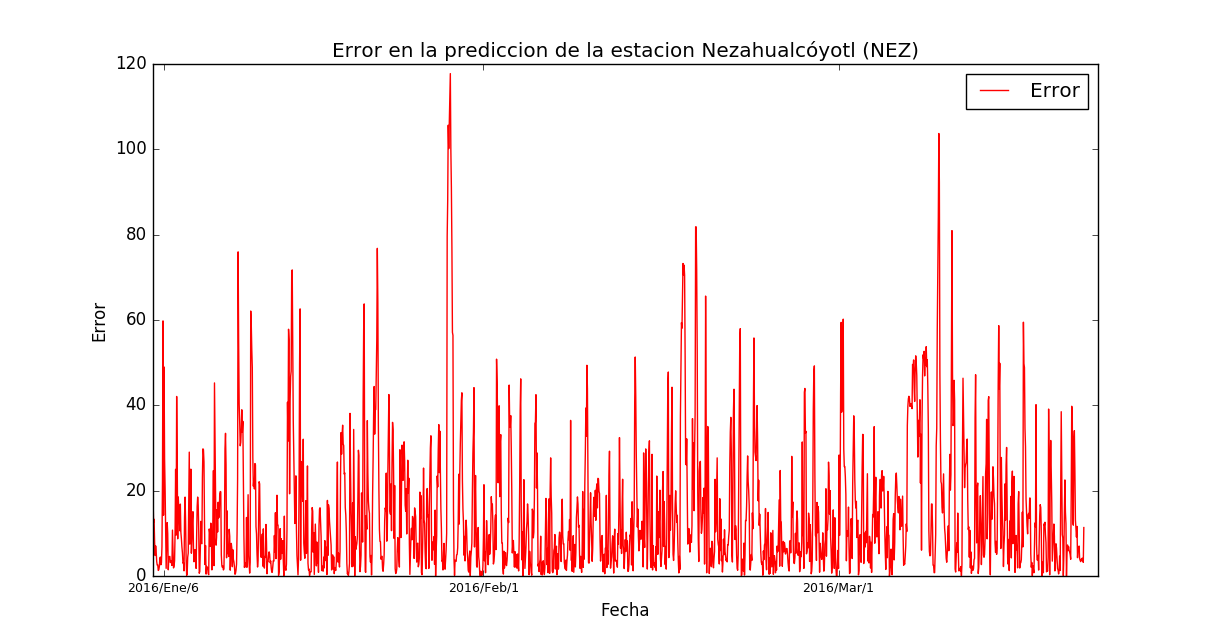 Error en la prediccion de la estacion Nezahualcóyotl (NEZ)
Error
120
100
80
60
40
20
0
Error
2016/Ene/6
2016/Feb/1
2016/Mar/1
Fecha